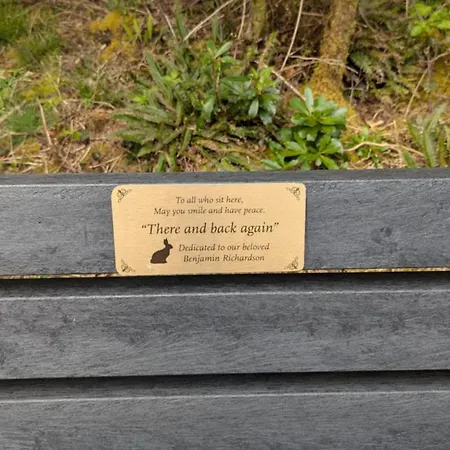 To all who sit here,
May you smile and have peace.
"There and back again"
Dedicated to our beloved
Benjamin Richardson